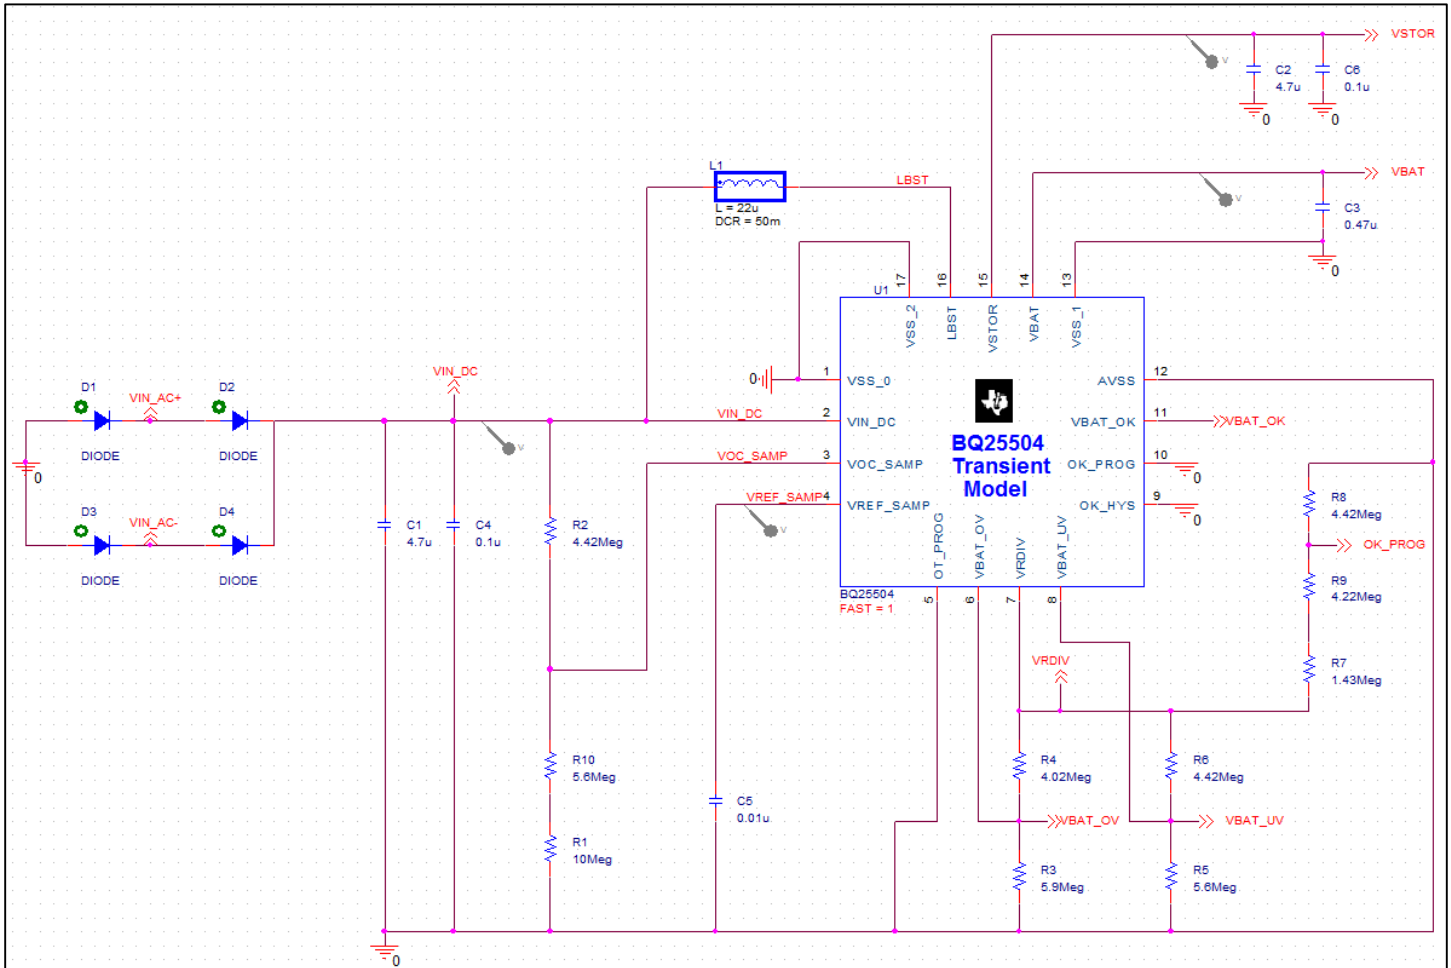 VSTOR
C2
4.7u
C6
0.1u
0
0
L1
LBST
L = 22u
DCR = 50m
VBAT
C3
0.47u
0
U1
17
16
15
14
13
VSS_2
LBST
VSTOR
VBAT
VSS_1
0
1
VSS_0
AVSS
12
D1
VIN_AC+
D2
VIN_DC
VIN_DC
2
VIN_DC
VBAT_OK
11
VBAT_OK
DIODE
DIODE
0
VOC_SAMP
3
VOC_SAMP
OK_PROG
10
0
BQ25504
Transient
Model
D3
VIN_AC-
D4
VREF_SAMP
4
VREF_SAMP
OK_HYS
9
0
DIODE
DIODE
C1
4.7u
C4
0.1u
R2
4.42Meg
OT_PROG
VBAT_OV
VRDIV
VBAT_UV
5
6
7
8
BQ25504
FAST = 1
R8
4.42Meg
OK_PROG
R9
4.22Meg
R7
1.43Meg
VRDIV
R10
5.6Meg
R1
10Meg
C5
0.01u
R4
4.02Meg
R6
4.42Meg
VBAT_OV
VBAT_UV
R3
5.9Meg
R5
5.6Meg
0